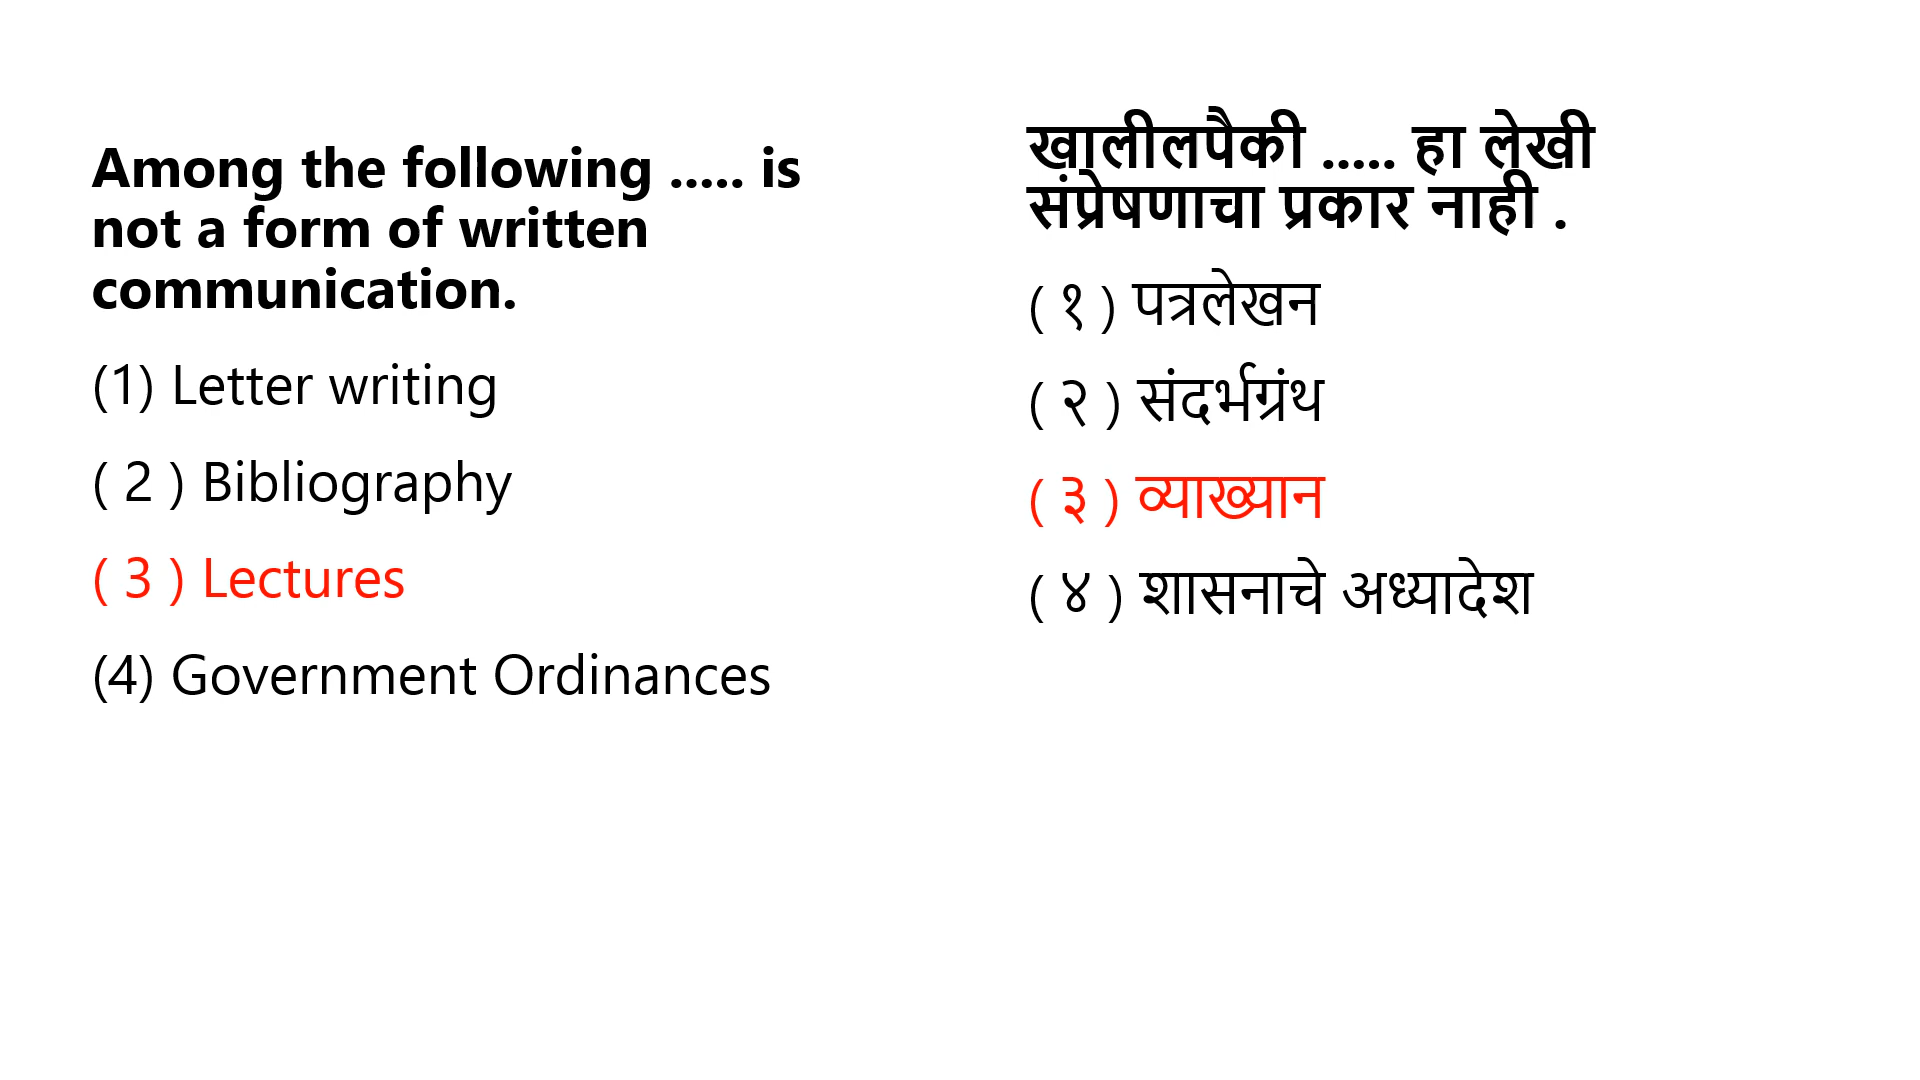 Among the following ..... is
not a form of written
communication.
(1) Letter writing
( 2 ) Bibliography
( 3 ) Lectures
(4) Government Ordinances
खालीलपैकी ..... हा लेखी
संप्रेषणाचा प्रकार नाही .
( १ ) पत्रलेखन
( २ ) संदर्भग्रंथ
( ३ ) व्याख्यान
( ४ ) शासनाचे अध्यादेश